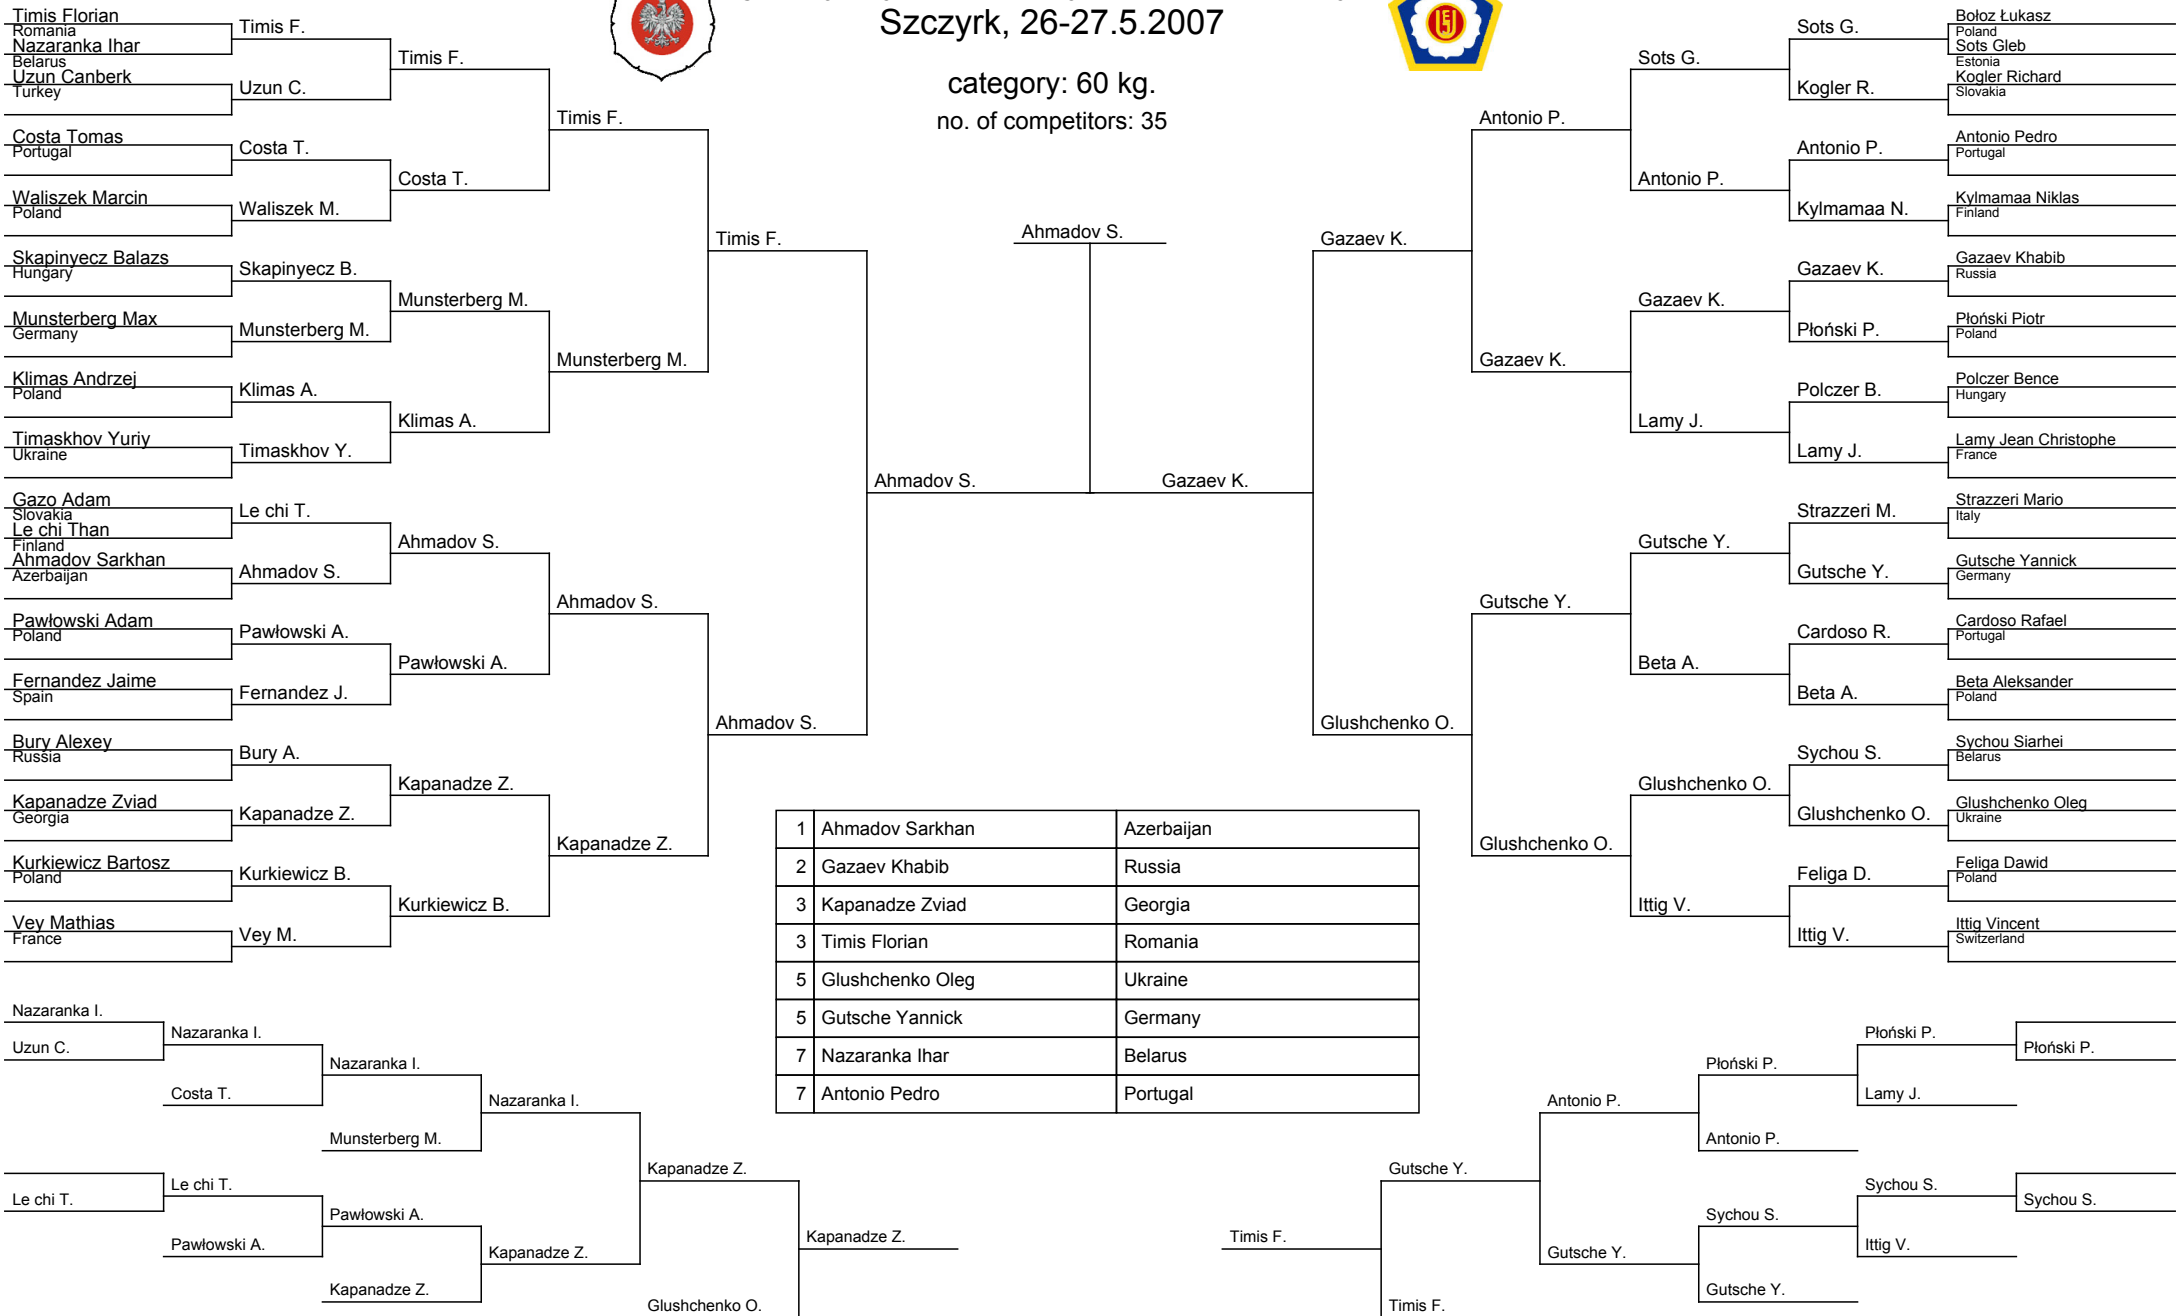 Szczyrk, 26-27.5.2007
category: 60 kg.
no. of competitors: 35
Timis Florian
Romania
Nazaranka Ihar
Belarus
Uzun Canberk
Turkey
Costa Tomas
Portugal
Waliszek Marcin
Poland
Skapinyecz Balazs
Hungary
Munsterberg Max
Germany
Klimas Andrzej
Poland
Timaskhov Yuriy
Ukraine
Gazo Adam
Slovakia
Le chi Than
Finland
Ahmadov Sarkhan
Azerbaijan
Pawłowski Adam
Poland
Fernandez Jaime
Spain
Bury Alexey
Russia
Kapanadze Zviad
Georgia
Kurkiewicz Bartosz
Poland
Vey Mathias
France
Timis F.
Uzun C.
Costa T.
Waliszek M.
Skapinyecz B.
Munsterberg M.
Klimas A.
Timaskhov Y.
Le chi T.
Ahmadov S.
Pawłowski A.
Fernandez J.
Bury A.
Kapanadze Z.
Kurkiewicz B.
Vey M.
Timis F.
Costa T.
Munsterberg M.
Klimas A.
Ahmadov S.
Pawłowski A.
Kapanadze Z.
Kurkiewicz B.
Timis F.
Munsterberg M.
Ahmadov S.
Kapanadze Z.
Timis F.
Ahmadov S.
Ahmadov S.
Ahmadov S.
Gazaev K.
Gazaev K.
Glushchenko O.
Antonio P.
Gazaev K.
Gutsche Y.
Glushchenko O.
Sots G.
Antonio P.
Gazaev K.
Lamy J.
Gutsche Y.
Beta A.
Glushchenko O.
Ittig V.
Sots G.
Kogler R.
Antonio P.
Kylmamaa N.
Gazaev K.
Płoński P.
Polczer B.
Lamy J.
Strazzeri M.
Gutsche Y.
Cardoso R.
Beta A.
Sychou S.
Glushchenko O.
Feliga D.
Ittig V.
Bołoz Łukasz
Poland
Sots Gleb
Estonia
Kogler Richard
Slovakia
Antonio Pedro
Portugal
Kylmamaa Niklas
Finland
Gazaev Khabib
Russia
Płoński Piotr
Poland
Polczer Bence
Hungary
Lamy Jean Christophe
France
Strazzeri Mario
Italy
Gutsche Yannick
Germany
Cardoso Rafael
Portugal
Beta Aleksander
Poland
Sychou Siarhei
Belarus
Glushchenko Oleg
Ukraine
Feliga Dawid
Poland
Ittig Vincent
Switzerland
1 Ahmadov Sarkhan Azerbaijan
2 Gazaev Khabib Russia
3 Kapanadze Zviad Georgia
3 Timis Florian Romania
5 Glushchenko Oleg Ukraine
5 Gutsche Yannick Germany
7 Nazaranka Ihar Belarus
7 Antonio Pedro Portugal
Nazaranka I.
Uzun C.
Le chi T.
Nazaranka I.
Costa T.
Le chi T.
Pawłowski A.
Nazaranka I.
Munsterberg M.
Pawłowski A.
Kapanadze Z.
Nazaranka I.
Kapanadze Z.
Kapanadze Z.
Glushchenko O.
Kapanadze Z.
Timis F.
Gutsche Y.
Timis F.
Antonio P.
Gutsche Y.
Płoński P.
Antonio P.
Sychou S.
Gutsche Y.
Płoński P.
Lamy J.
Sychou S.
Ittig V.
Płoński P.
Sychou S.